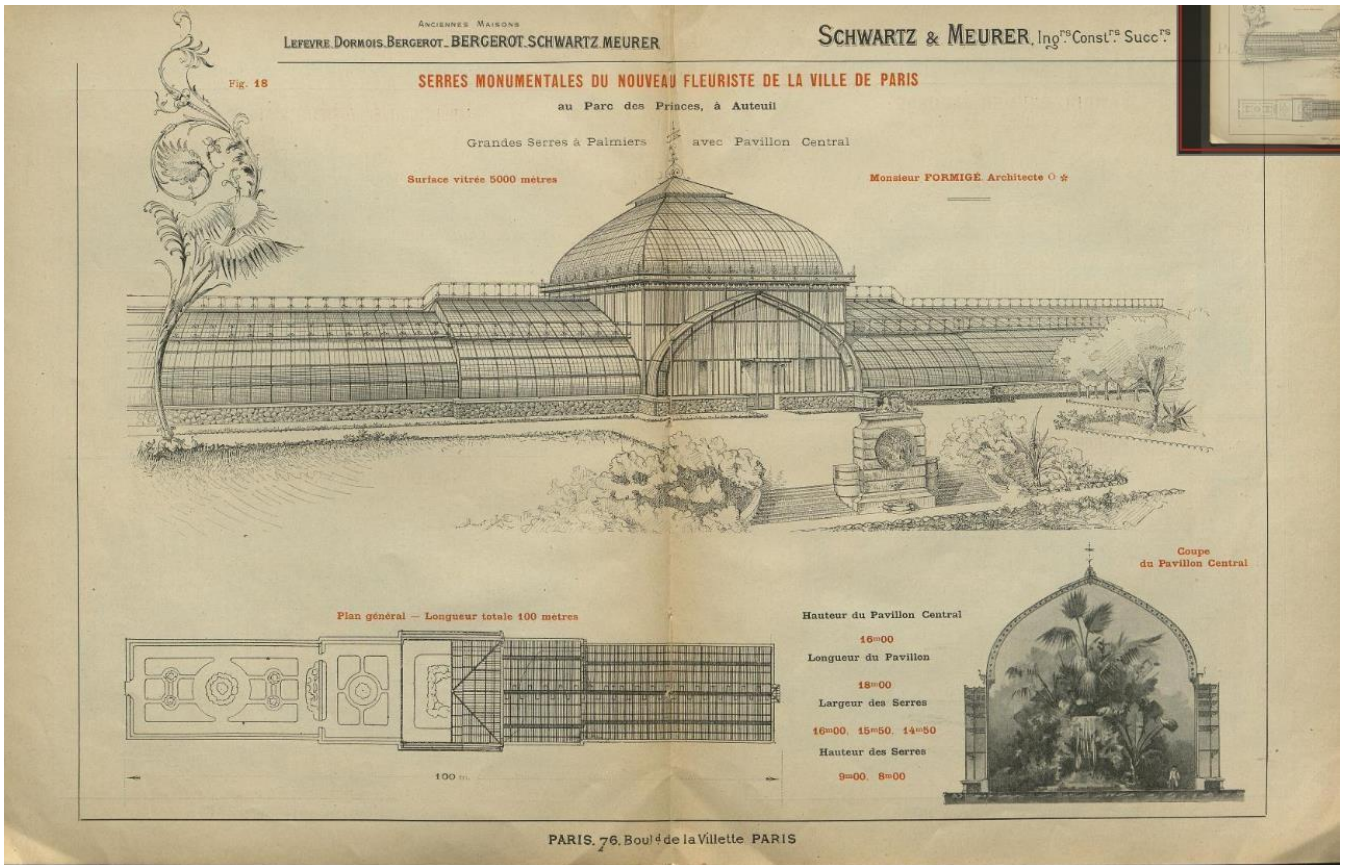 Anciennes Maisons
Lefevre_Dormois_Bergerot_Bergerot.Schwartz.Meurer
Schwartz & Meurer, Ingrs Constrs Succrs
Fig. 18
SERRES MONUMENTALES DU NOUVEAU FLEURISTE DE LA VILLE DE PARIS
au Parc des Princes, à Auteuil
Grandes Serres à Palmiers avec Pavillon Central
Surface vitrée 5000 mètres
Monsieur FORMIGÉ, Architecte O ☆
Coupe
du Pavillon Central
Plan général — Longueur totale 100 mètres
100 m.
Hauteur du Pavillon Central
16m00
Longueur du Pavillon
18m00
Largeur des Serres
16m00, 15m50, 14m50
Hauteur des Serres
9m00, 8m00
PARIS. 76, Bould de la Villette PARIS